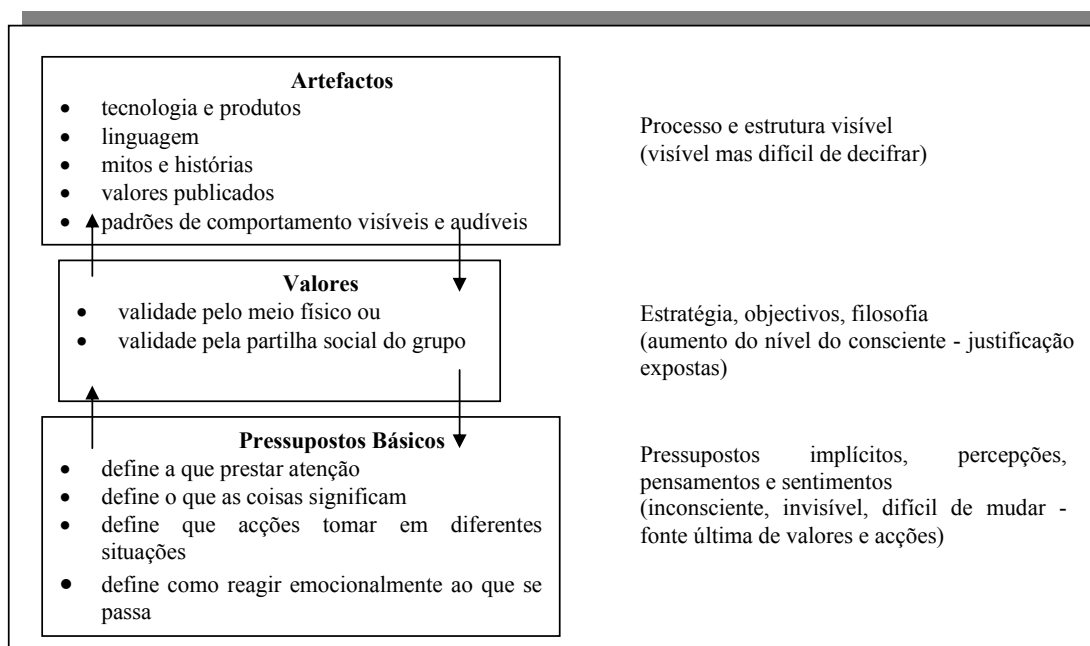 Artefactos
• tecnologia e produtos
• linguagem
• mitos e histórias
• valores publicados
• padrões de comportamento visíveis e audíveis
Processo e estrutura visível
(visível mas difícil de decifrar)
Valores
• validade pelo meio físico ou
• validade pela partilha social do grupo
Estratégia, objectivos, filosofia
(aumento do nível do consciente - justificação
expostas)
Pressupostos Básicos
• define a que prestar atenção
• define o que as coisas significam
• define que acções tomar em diferentes
situações
• define como reagir emocionalmente ao que se
passa
Pressupostos implícitos, percepções,
pensamentos e sentimentos
(inconsciente, invisível, difícil de mudar -
fonte última de valores e acções)